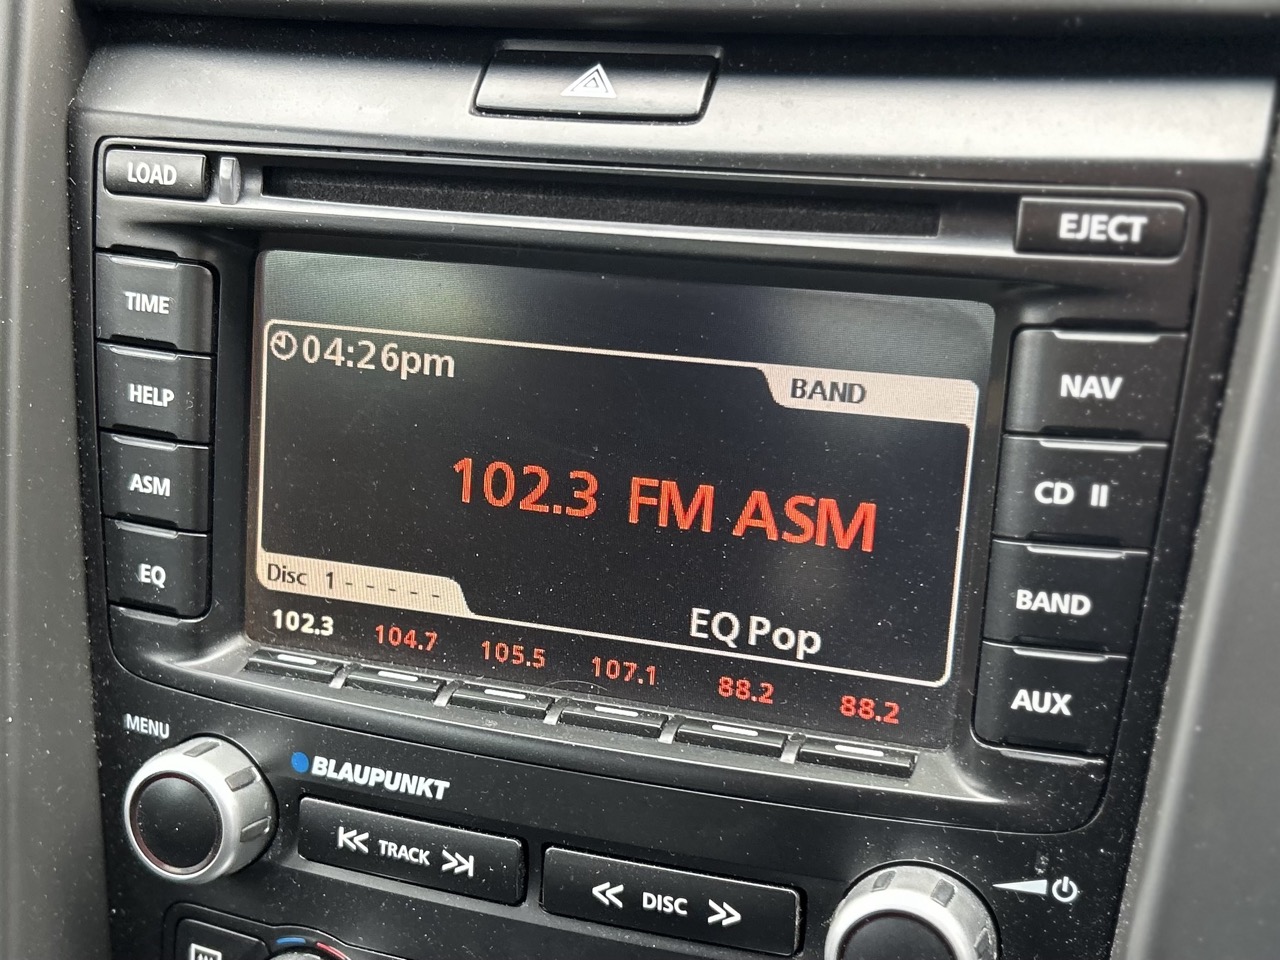 LOAD
EJECT
TIME
HELP
ASM
EQ
04:26pm
BAND
102.3 FM ASM
Disc 1 - - - - -
EQ Pop
102.3 104.7 105.5 107.1 88.2 88.2
NAV
CD II
BAND
AUX
MENU
BLAUPUNKT
TRACK
DISC